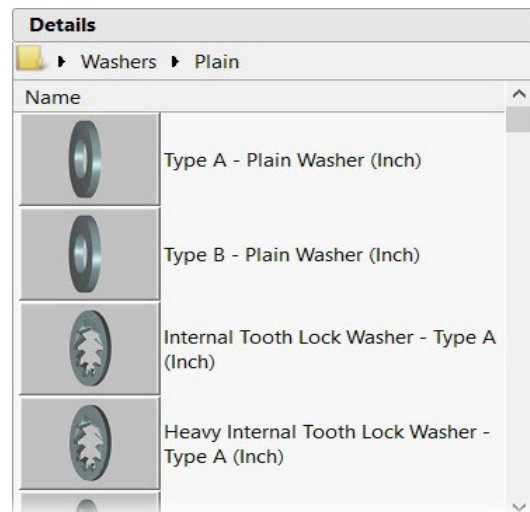 Details
Washers Plain
Name
Type A - Plain Washer (Inch)
Type B - Plain Washer (Inch)
Internal Tooth Lock Washer - Type A
(Inch)
Heavy Internal Tooth Lock Washer -
Type A (Inch)